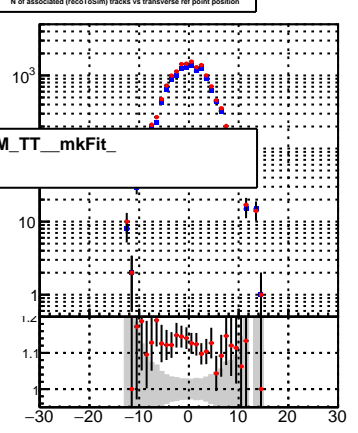 N of associated (recoToSim) tracks vs transverse ref point position
10³
M_TT__mkFit_
10
1
1.2
1.1
1
−30 −20 −10 0 10 20 30